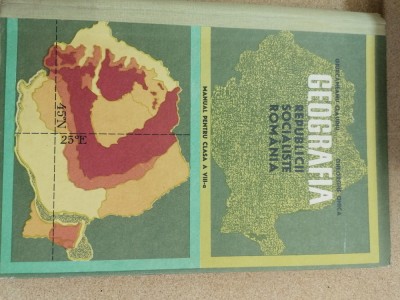 GEOGRAFIA
REPUBLICII
SOCIALISTE
ROMÂNIA
MANUAL PENTRU CLASA A VIII-a
45°N
25°E